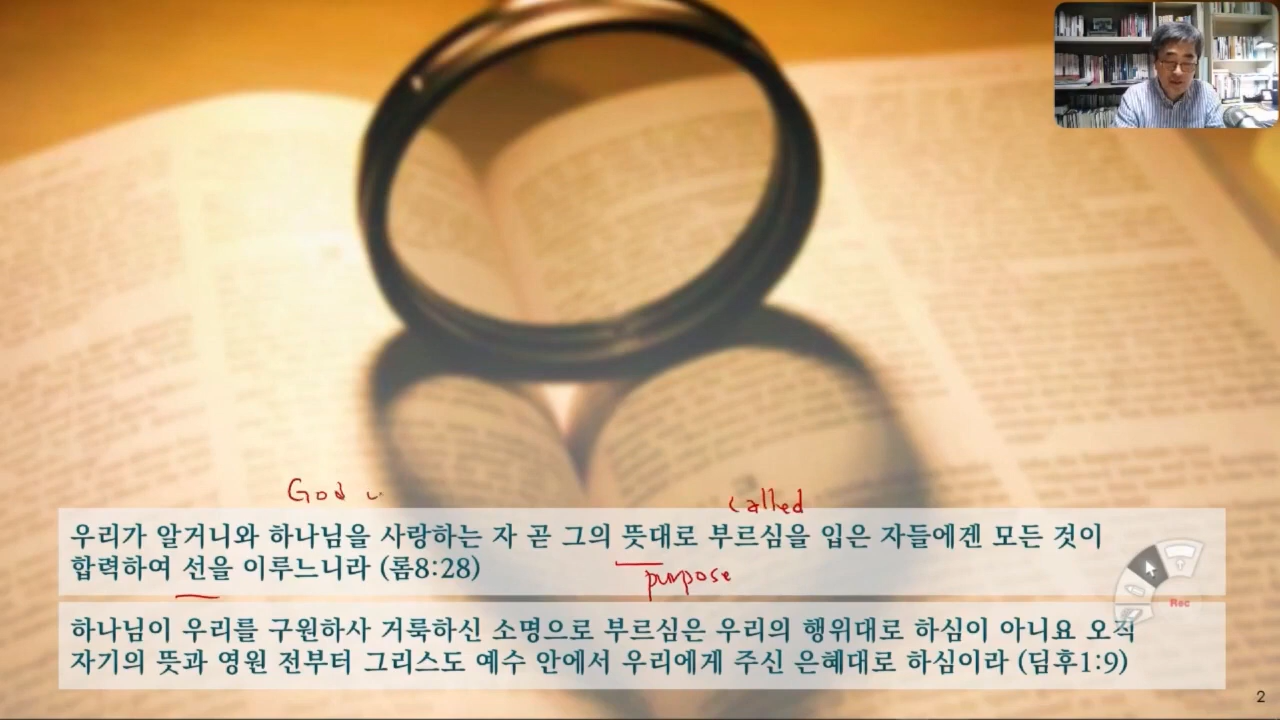 God
called
우리가 알거니와 하나님을 사랑하는 자 곧 그의 뜻대로 부르심을 입은 자들에겐 모든 것이
합력하여 선을 이루느니라 (롬8:28)
purpose
Rec
하나님이 우리를 구원하사 거룩하신 소명으로 부르심은 우리의 행위대로 하심이 아니요 오직
자기의 뜻과 영원 전부터 그리스도 예수 안에서 우리에게 주신 은혜대로 하심이라 (딤후1:9)
2